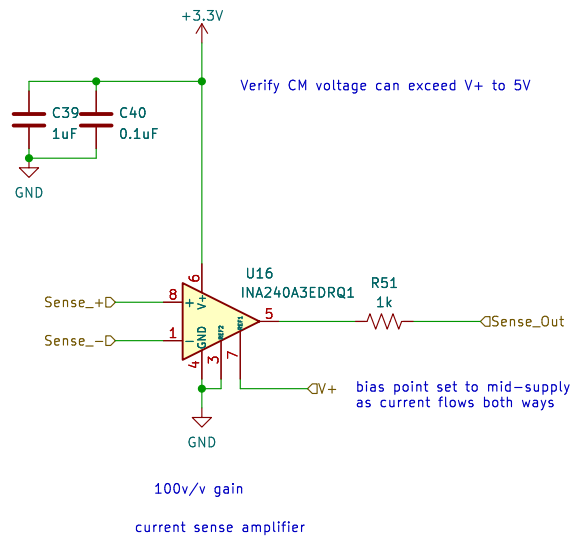 +3.3V
Verify CM voltage can exceed V+ to 5V
C39
1uF
C40
0.1uF
GND
U16
INA240A3EDRQ1
6
V+
8
+
Sense_+
1
-
Sense_-
GND
4
REF2
3
REF1
7
5
R51
1k
Sense_Out
V+
bias point set to mid-supply
as current flows both ways
GND
100v/v gain
current sense amplifier